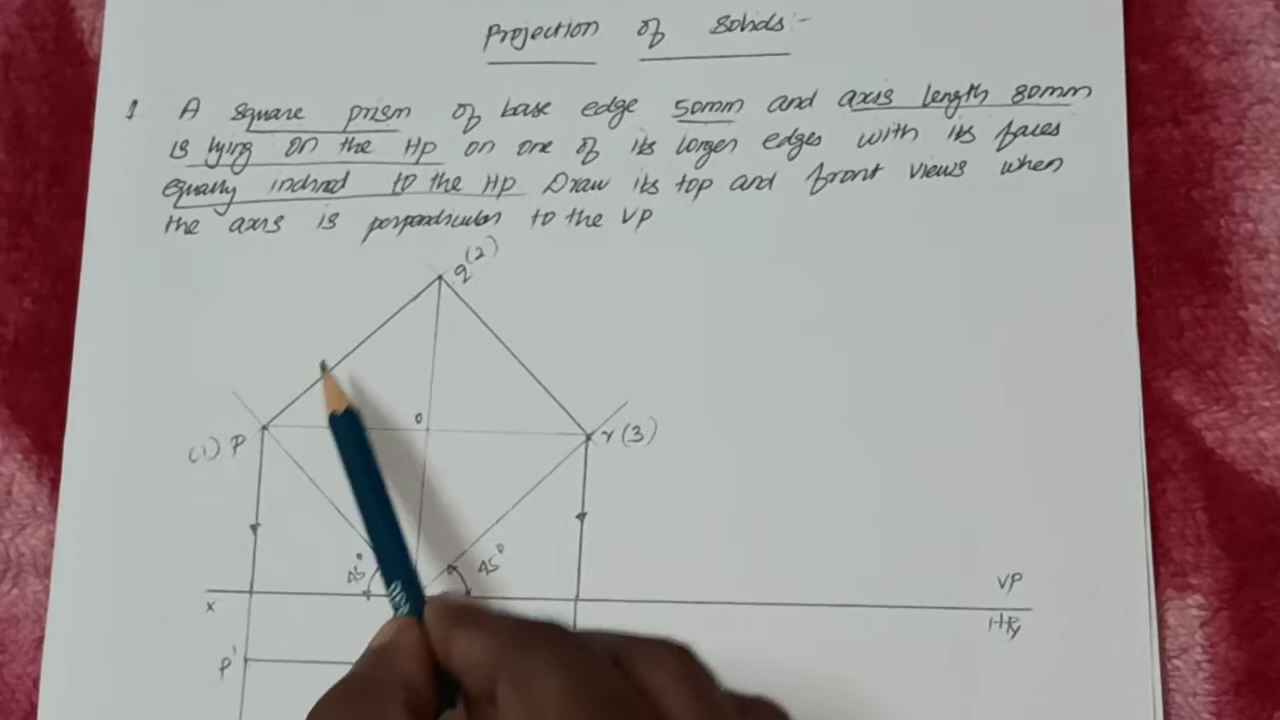 Projection of Solids:-
1 A square prism of base edge 50mm and axis length 80mm
is lying on the Hp on one of its longer edges with its faces
equally inclined to the Hp Draw its top and front views when
the axis is perpendicular to the VP
q(2)
o
(1) P
r(3)
45°
45°
X
VP
HP
y
P'